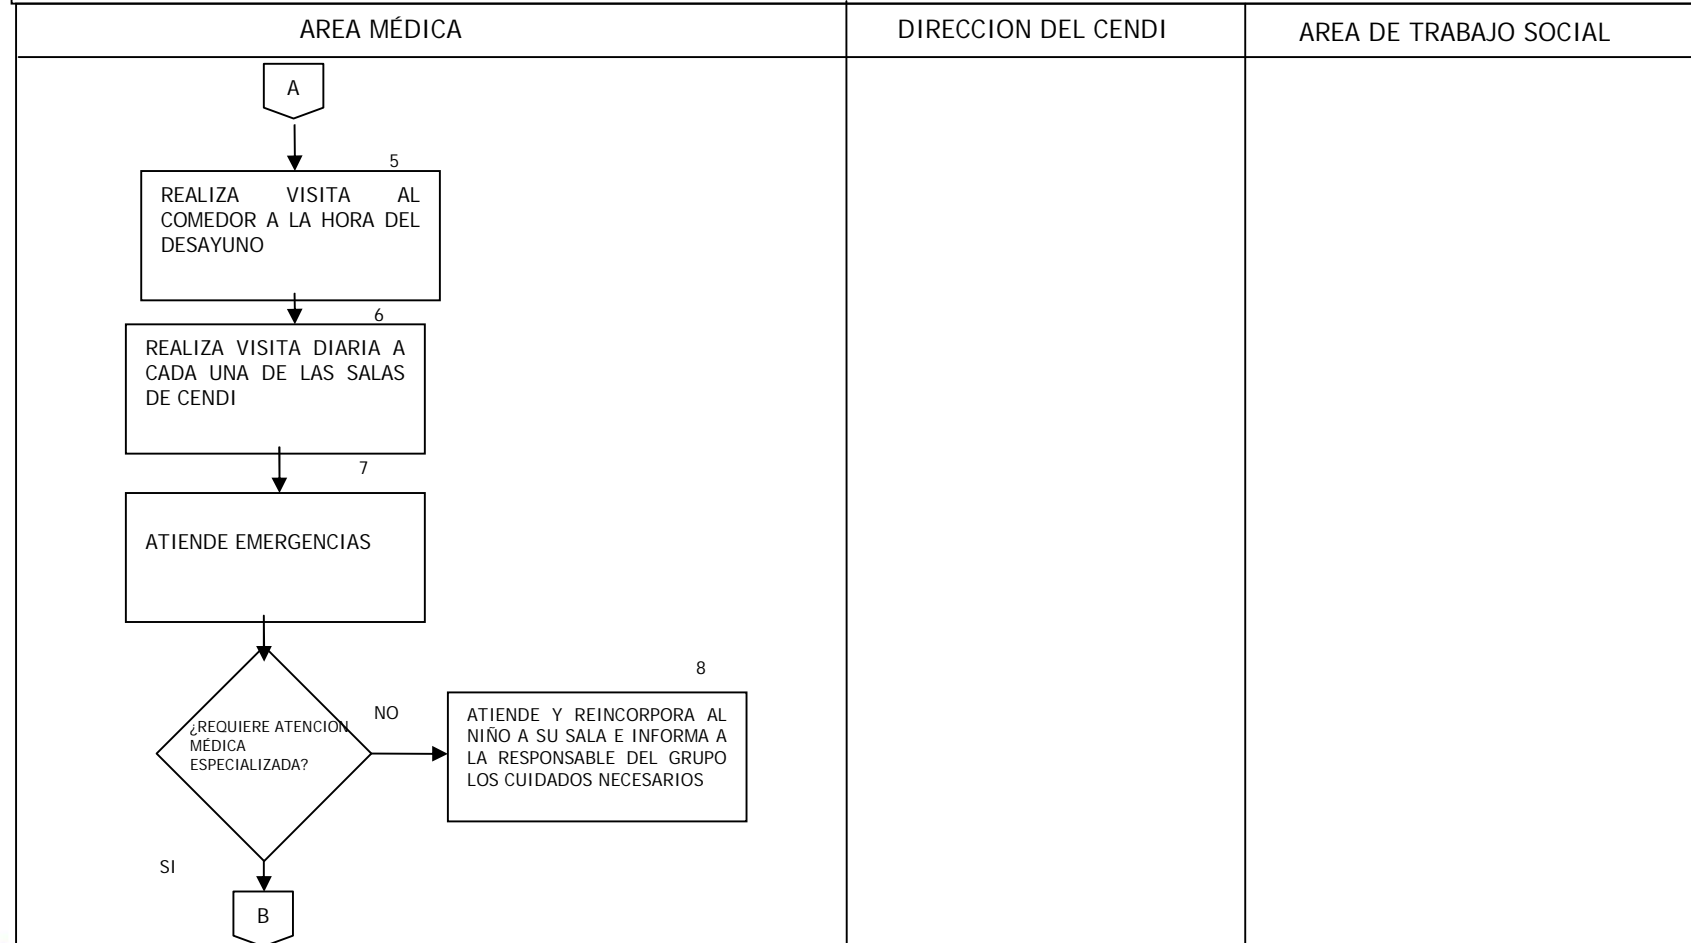 AREA MÉDICA
DIRECCION DEL CENDI
AREA DE TRABAJO SOCIAL
A
5
REALIZA VISITA AL
COMEDOR A LA HORA DEL
DESAYUNO
6
REALIZA VISITA DIARIA A
CADA UNA DE LAS SALAS
DE CENDI
7
ATIENDE EMERGENCIAS
¿REQUIERE ATENCION
MÉDICA
ESPECIALIZADA?
NO
8
ATIENDE Y REINCORPORA AL
NIÑO A SU SALA E INFORMA A
LA RESPONSABLE DEL GRUPO
LOS CUIDADOS NECESARIOS
SI
B